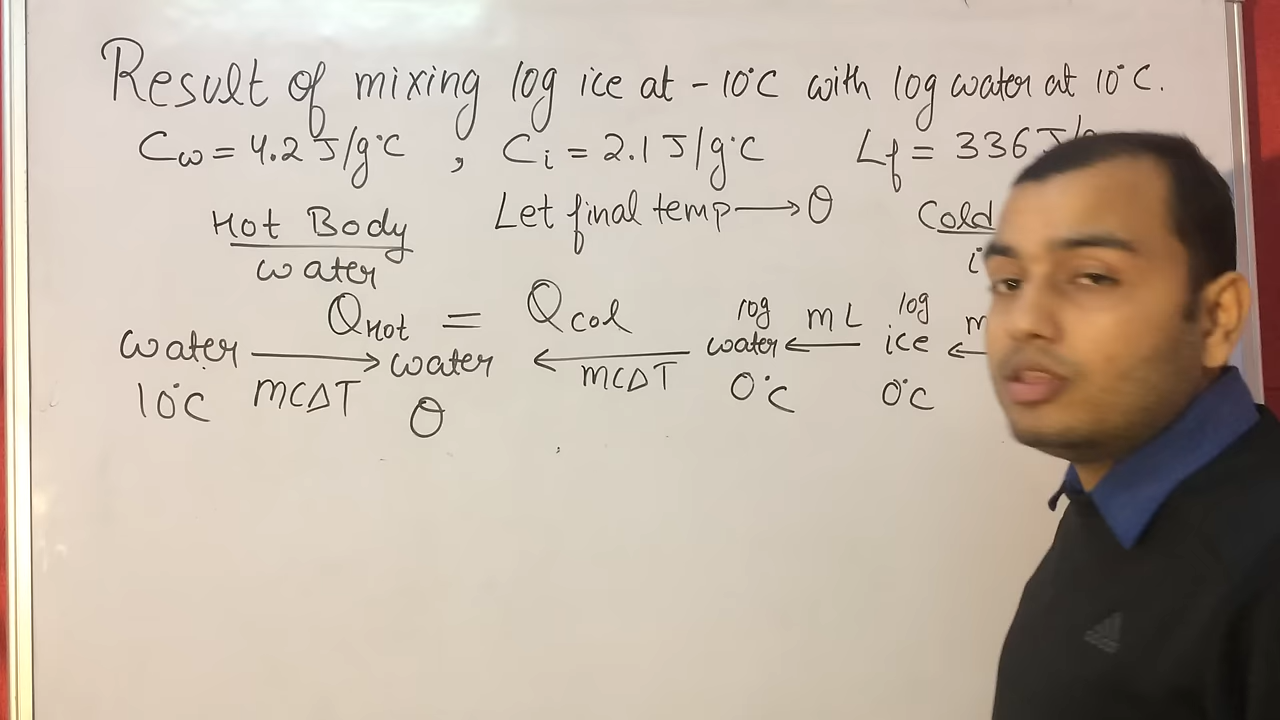 Result of mixing 10g ice at -10°C with 10g water at 10°C.
Cw = 4.2 J/g°C , Ci = 2.1 J/g°C Lf = 336 J/g
Hot Body Let final temp → θ Cold
water i
QHot = Qcol 10g mL 10g m
water → water ← water ← ice ←
10°C mCΔT θ mCΔT 0°C 0°C